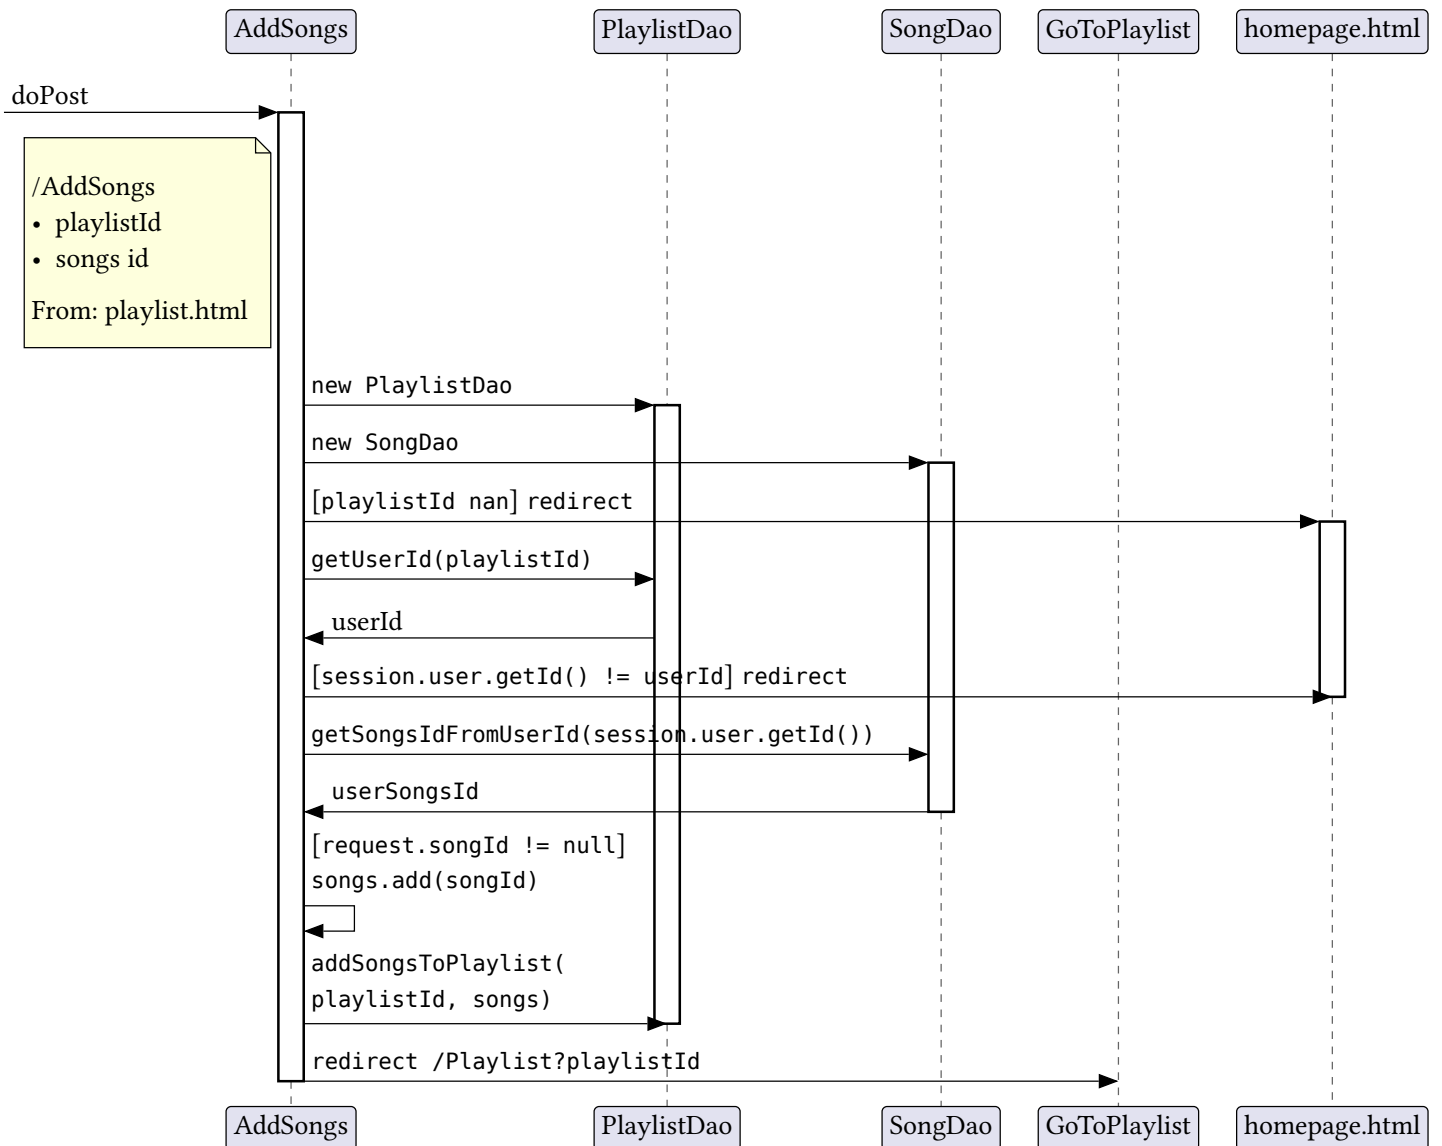 AddSongs PlaylistDao SongDao GoToPlaylist homepage.html
doPost
/AddSongs
• playlistId
• songs id
From: playlist.html
new PlaylistDao
new SongDao
[playlistId nan] redirect
getUserId(playlistId)
userId
[session.user.getId() != userId] redirect
getSongsIdFromUserId(session.user.getId())
userSongsId
[request.songId != null]
songs.add(songId)
addSongsToPlaylist(
playlistId, songs)
redirect /Playlist?playlistId
AddSongs PlaylistDao SongDao GoToPlaylist homepage.html